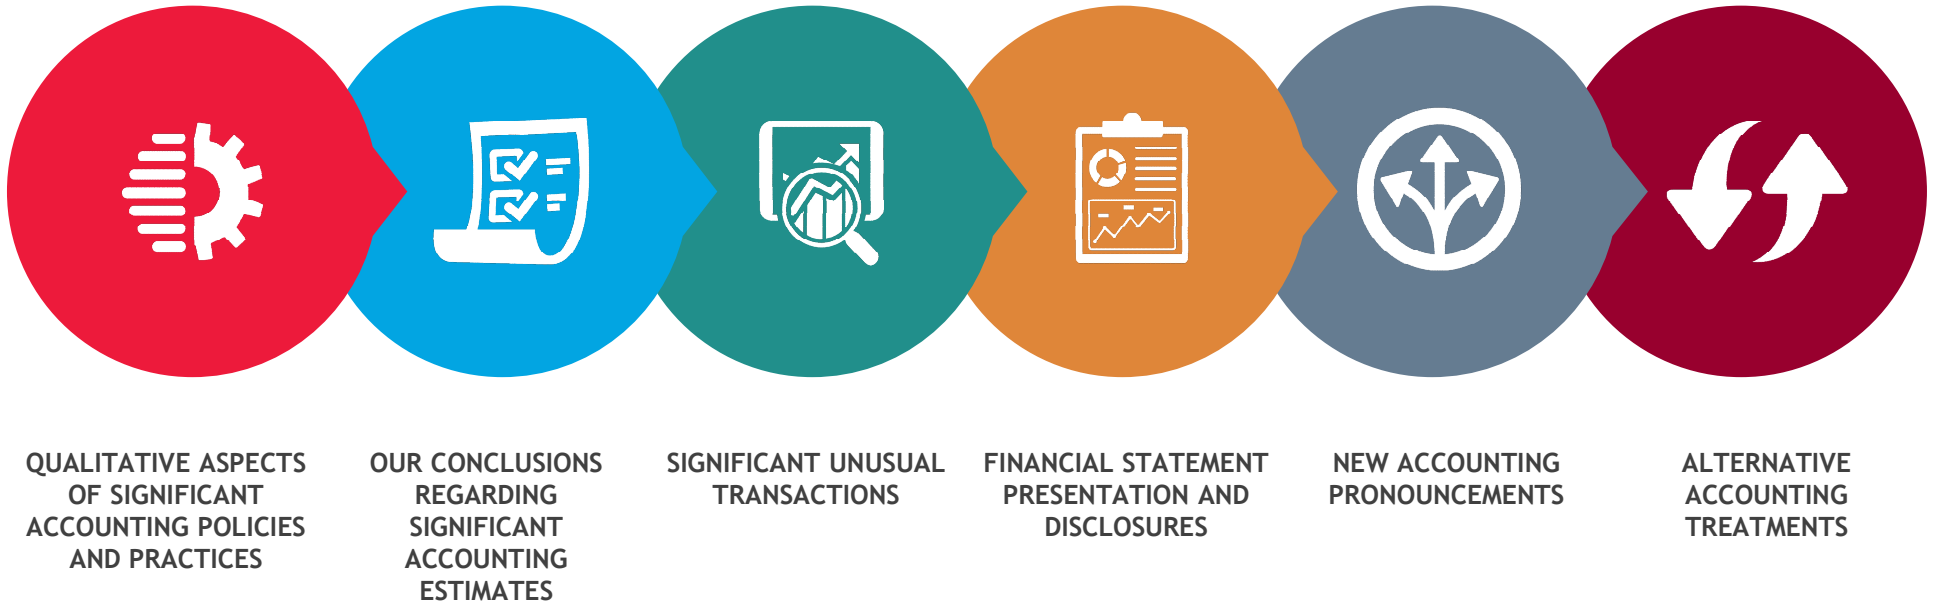 QUALITATIVE ASPECTS
OF SIGNIFICANT
ACCOUNTING POLICIES
AND PRACTICES
OUR CONCLUSIONS
REGARDING
SIGNIFICANT
ACCOUNTING
ESTIMATES
SIGNIFICANT UNUSUAL
TRANSACTIONS
FINANCIAL STATEMENT
PRESENTATION AND
DISCLOSURES
NEW ACCOUNTING
PRONOUNCEMENTS
ALTERNATIVE
ACCOUNTING
TREATMENTS